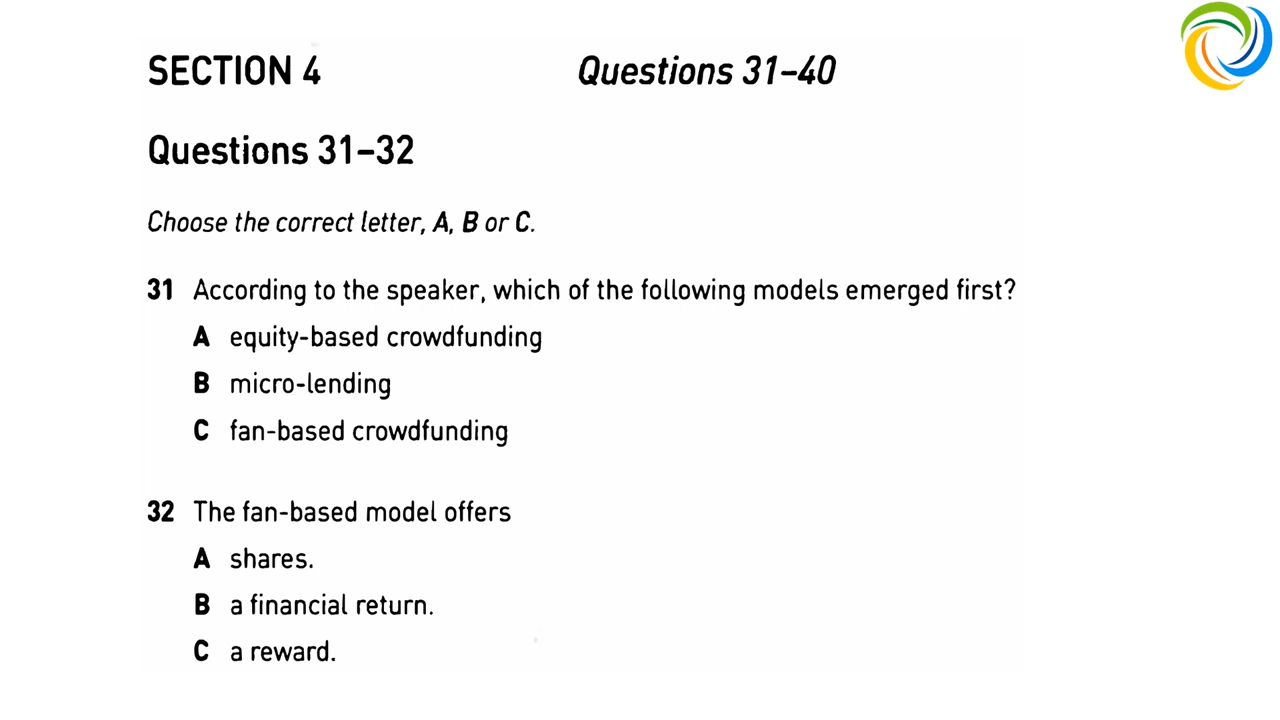 SECTION 4 Questions 31–40
Questions 31–32
Choose the correct letter, A, B or C.
31 According to the speaker, which of the following models emerged first?
A equity-based crowdfunding
B micro-lending
C fan-based crowdfunding
32 The fan-based model offers
A shares.
B a financial return.
C a reward.